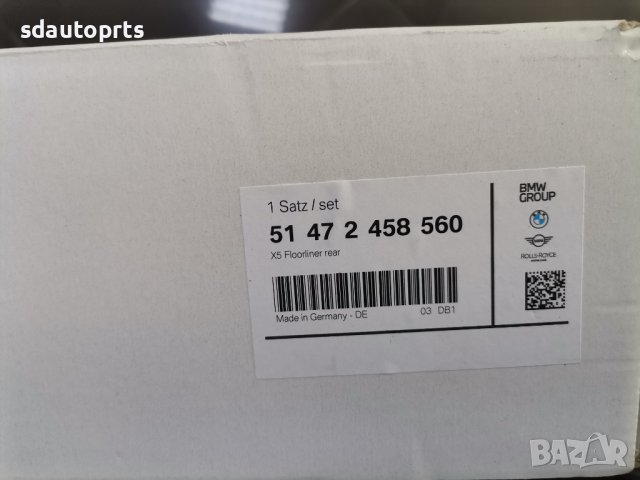 sdautoprts
1 Satz / set
51 47 2 458 560
X5 Floorliner rear
Made in Germany - DE 03 DB1
BMW
GROUP
ROLLS-ROYCE
BAZAR